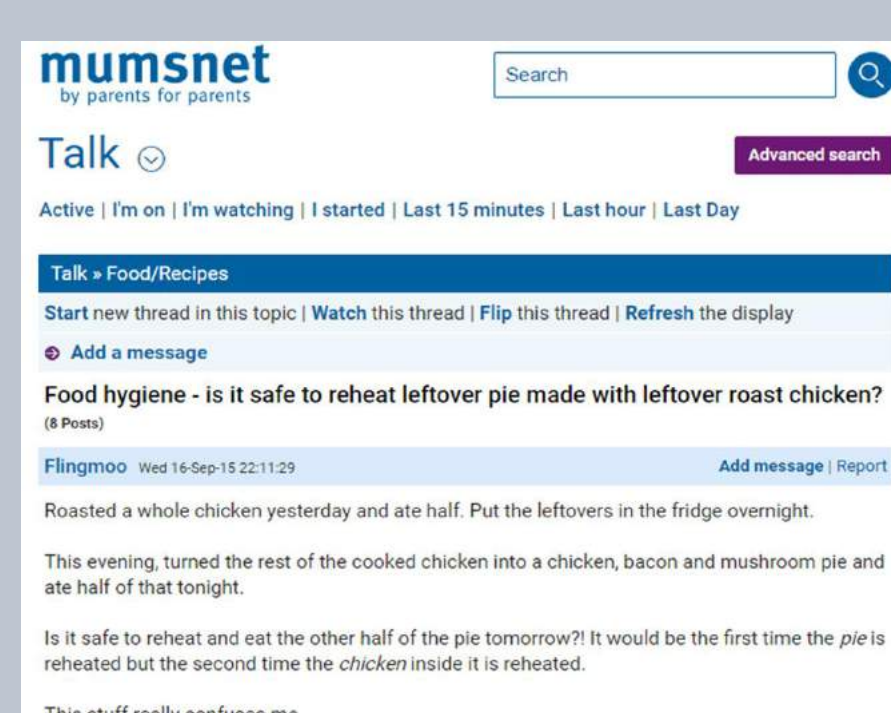 mumsnet
by parents for parents
Search
Talk
Advanced search
Active | I'm on | I'm watching | I started | Last 15 minutes | Last hour | Last Day
Talk » Food/Recipes
Start new thread in this topic | Watch this thread | Flip this thread | Refresh the display
Add a message
Food hygiene - is it safe to reheat leftover pie made with leftover roast chicken?
(8 Posts)
Flingmoo Wed 16-Sep-15 22:11:29 Add message | Report
Roasted a whole chicken yesterday and ate half. Put the leftovers in the fridge overnight.
This evening, turned the rest of the cooked chicken into a chicken, bacon and mushroom pie and
ate half of that tonight.
Is it safe to reheat and eat the other half of the pie tomorrow?! It would be the first time the pie is
reheated but the second time the chicken inside it is reheated.
This stuff really confuses me